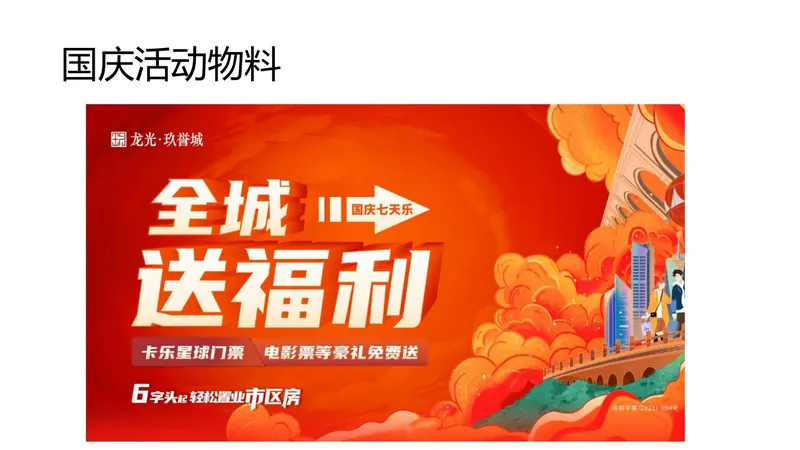 国庆活动物料
龙光·玖誉城
全城
国庆七天乐
送福利
卡乐星球门票 电影票等豪礼免费送
6字头起 轻松置业市区房